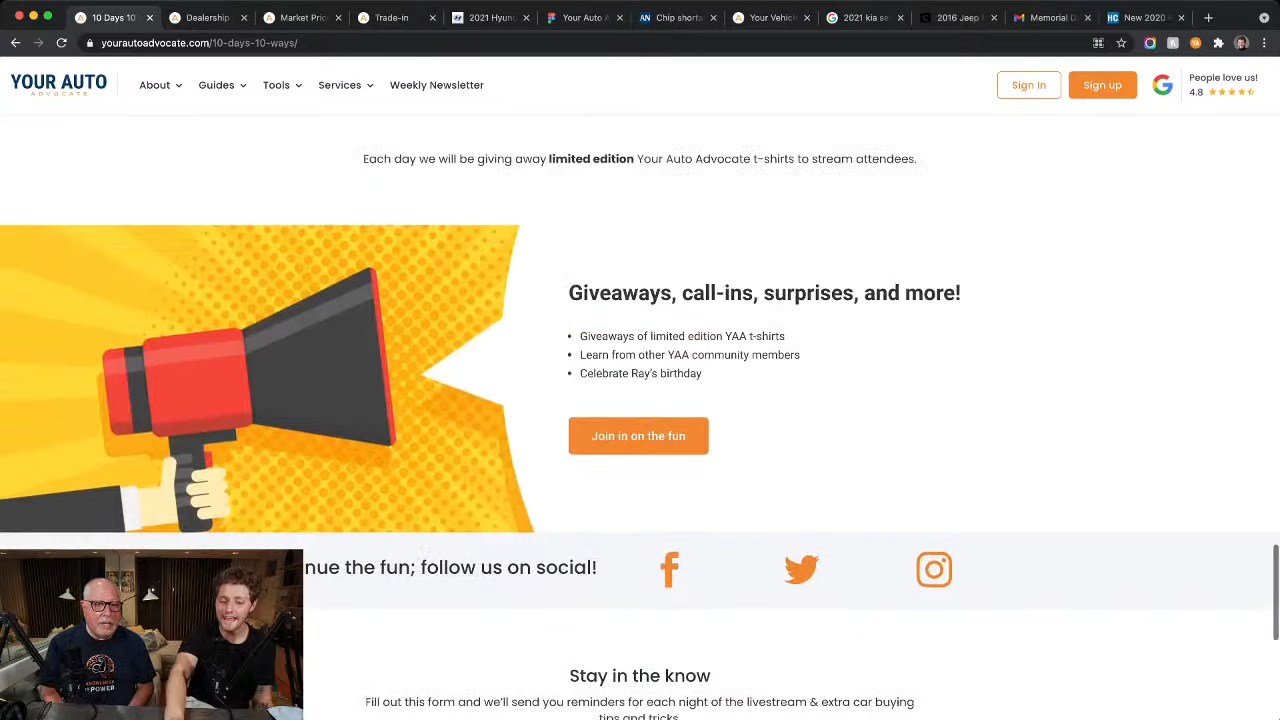 10 Days 10
Dealership
Market Pric
Trade-in
2021 Hyun
Your Auto A
Chip short
Your Vehic
2021 kia se
2016 Jeep
Memorial D
New 2020
yourautoadvocate.com/10-days-10-ways/
YOUR AUTO
ADVOCATE
About
Guides
Tools
Services
Weekly Newsletter
Sign In
Sign up
People love us!
4.8
Each day we will be giving away limited edition Your Auto Advocate t-shirts to stream attendees.
Giveaways, call-ins, surprises, and more!
• Giveaways of limited edition YAA t-shirts
• Learn from other YAA community members
• Celebrate Ray's birthday
Join in on the fun
nue the fun; follow us on social!
KNOWLEDGE
POWER
Stay in the know
Fill out this form and we'll send you reminders for each night of the livestream & extra car buying
tips and tricks